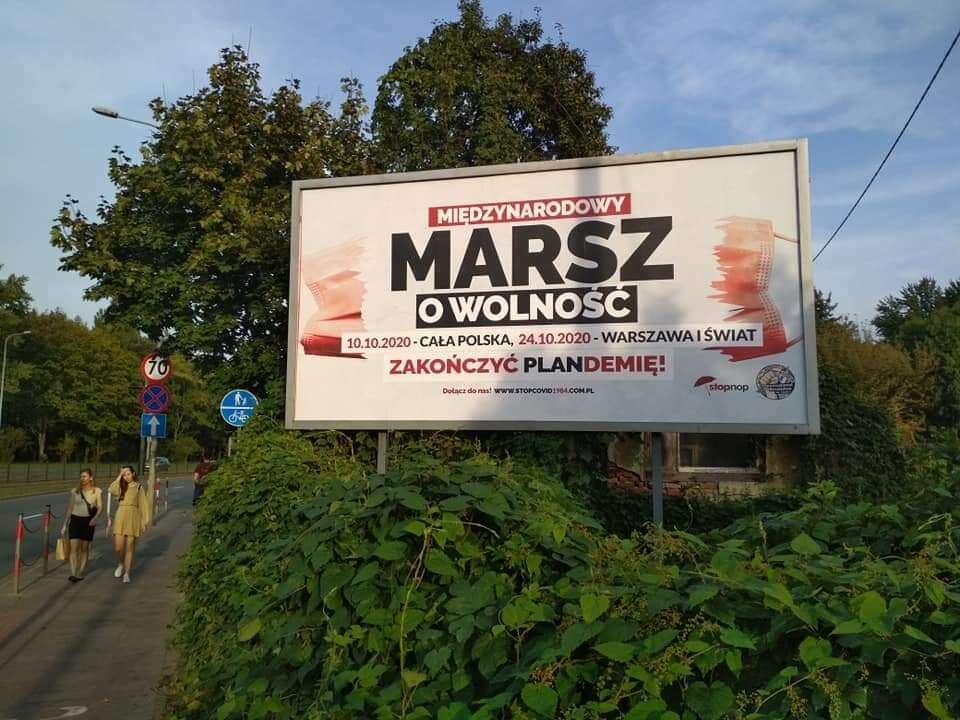 MIĘDZYNARODOWY
MARSZ
O WOLNOŚĆ
10.10.2020 - CAŁA POLSKA, 24.10.2020 - WARSZAWA I ŚWIAT
ZAKOŃCZYĆ PLANDEMIĘ!
Dołącz do nas! WWW.STOPCOVID1984.COM.PL
stopnop
70